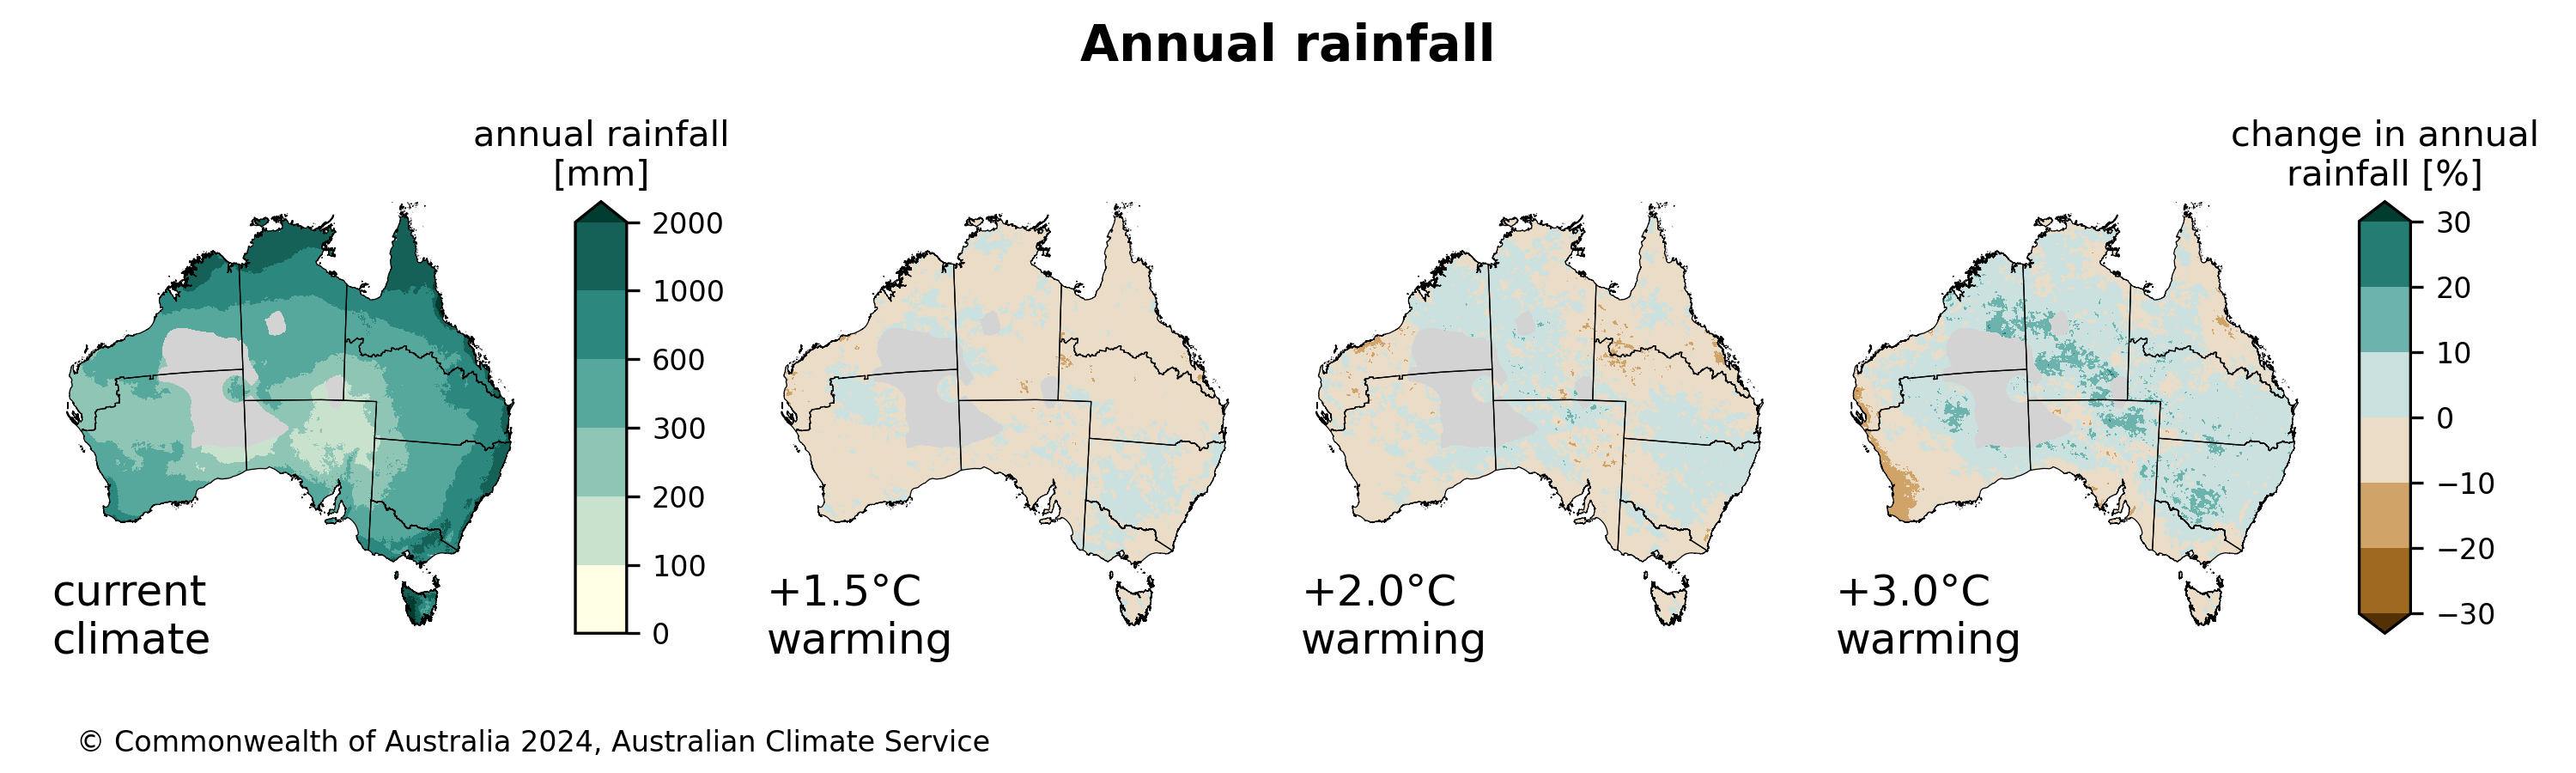 Annual rainfall
annual rainfall
[mm]
2000
1000
600
300
200
100
0
current
climate
+1.5°C
warming
+2.0°C
warming
+3.0°C
warming
change in annual
rainfall [%]
30
20
10
0
−10
−20
−30
© Commonwealth of Australia 2024, Australian Climate Service